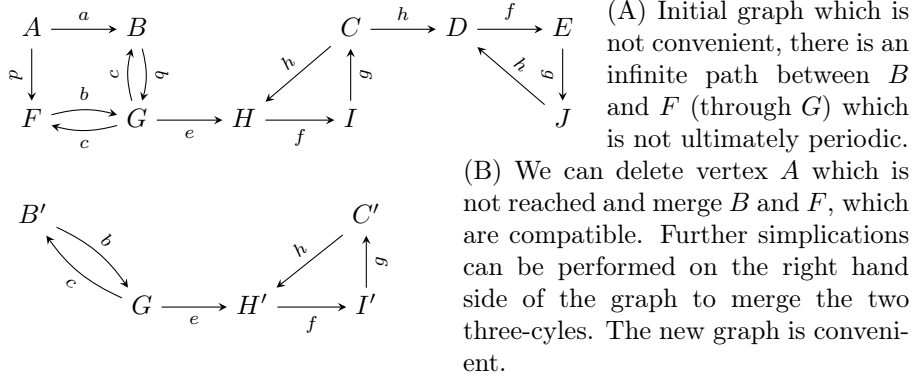 a h f
A B C D E
d c b h g h g
b
F G H I J
c e f
(A) Initial graph which is
not convenient, there is an
infinite path between B
and F (through G) which
is not ultimately periodic.
B′ C′
b h g
c
G H′ I′
e f
(B) We can delete vertex A which is
not reached and merge B and F, which
are compatible. Further simplications
can be performed on the right hand
side of the graph to merge the two
three-cyles. The new graph is conveni-
ent.